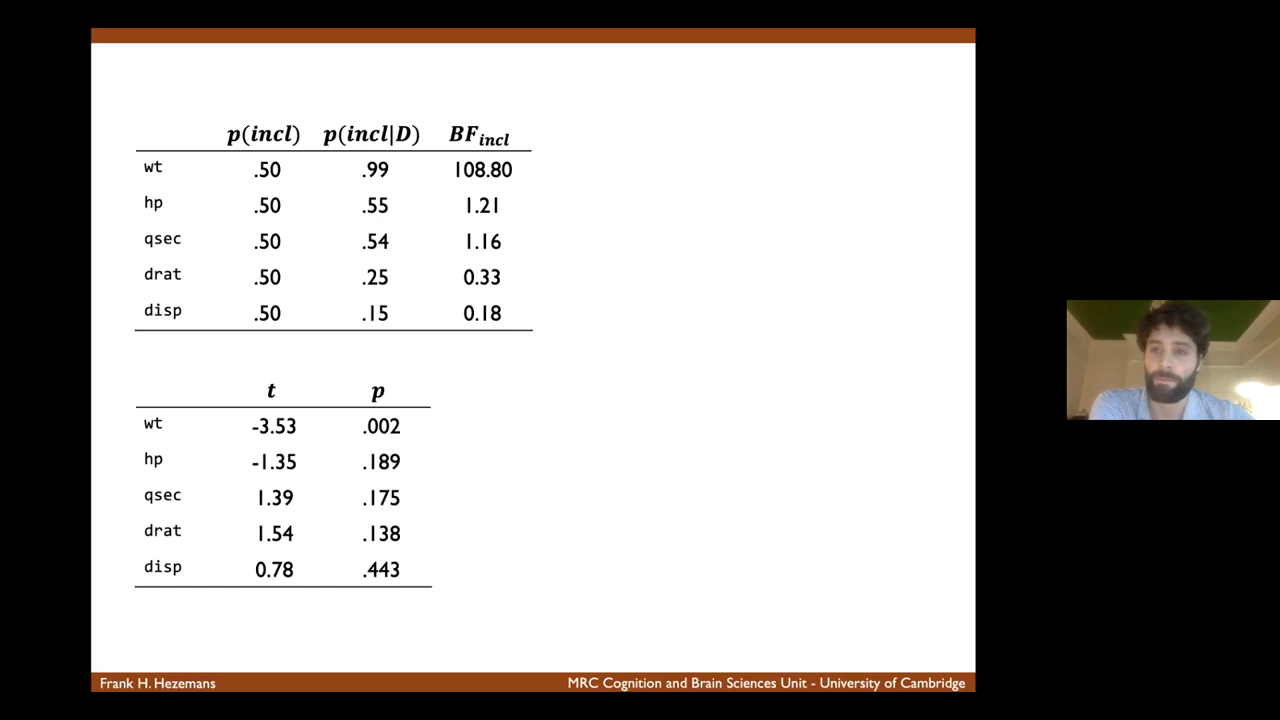 p(incl) p(incl|D) BF_incl
wt .50 .99 108.80
hp .50 .55 1.21
qsec .50 .54 1.16
drat .50 .25 0.33
disp .50 .15 0.18
t p
wt -3.53 .002
hp -1.35 .189
qsec 1.39 .175
drat 1.54 .138
disp 0.78 .443
Frank H. Hezemans MRC Cognition and Brain Sciences Unit - University of Cambridge